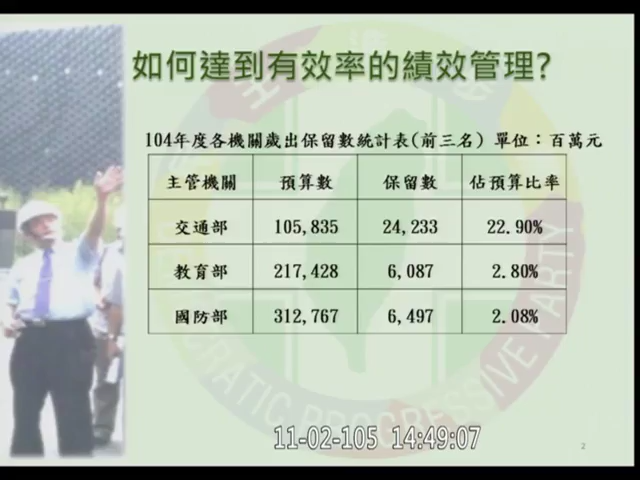 如何達到有效率的績效管理?
104年度各機關歲出保留數統計表(前三名) 單位：百萬元
主管機關 預算數 保留數 佔預算比率
交通部 105,835 24,233 22.90%
教育部 217,428 6,087 2.80%
國防部 312,767 6,497 2.08%
DEMOCRATIC PROGRESSIVE PARTY
11-02-105 14:49:07
2